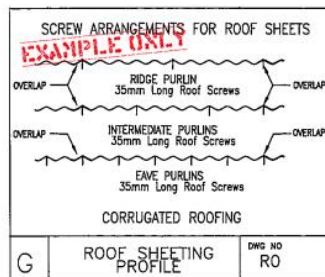 SCREW ARRANGEMENTS FOR ROOF SHEETS
EXAMPLE ONLY
OVERLAP
RIDGE PURLIN
35mm Long Roof Screws
OVERLAP
OVERLAP
INTERMEDIATE PURLINS
35mm Long Roof Screws
OVERLAP
EAVE PURLINS
35mm Long Roof Screws
CORRUGATED ROOFING
G
ROOF SHEETING
PROFILE
DWG NO
RO